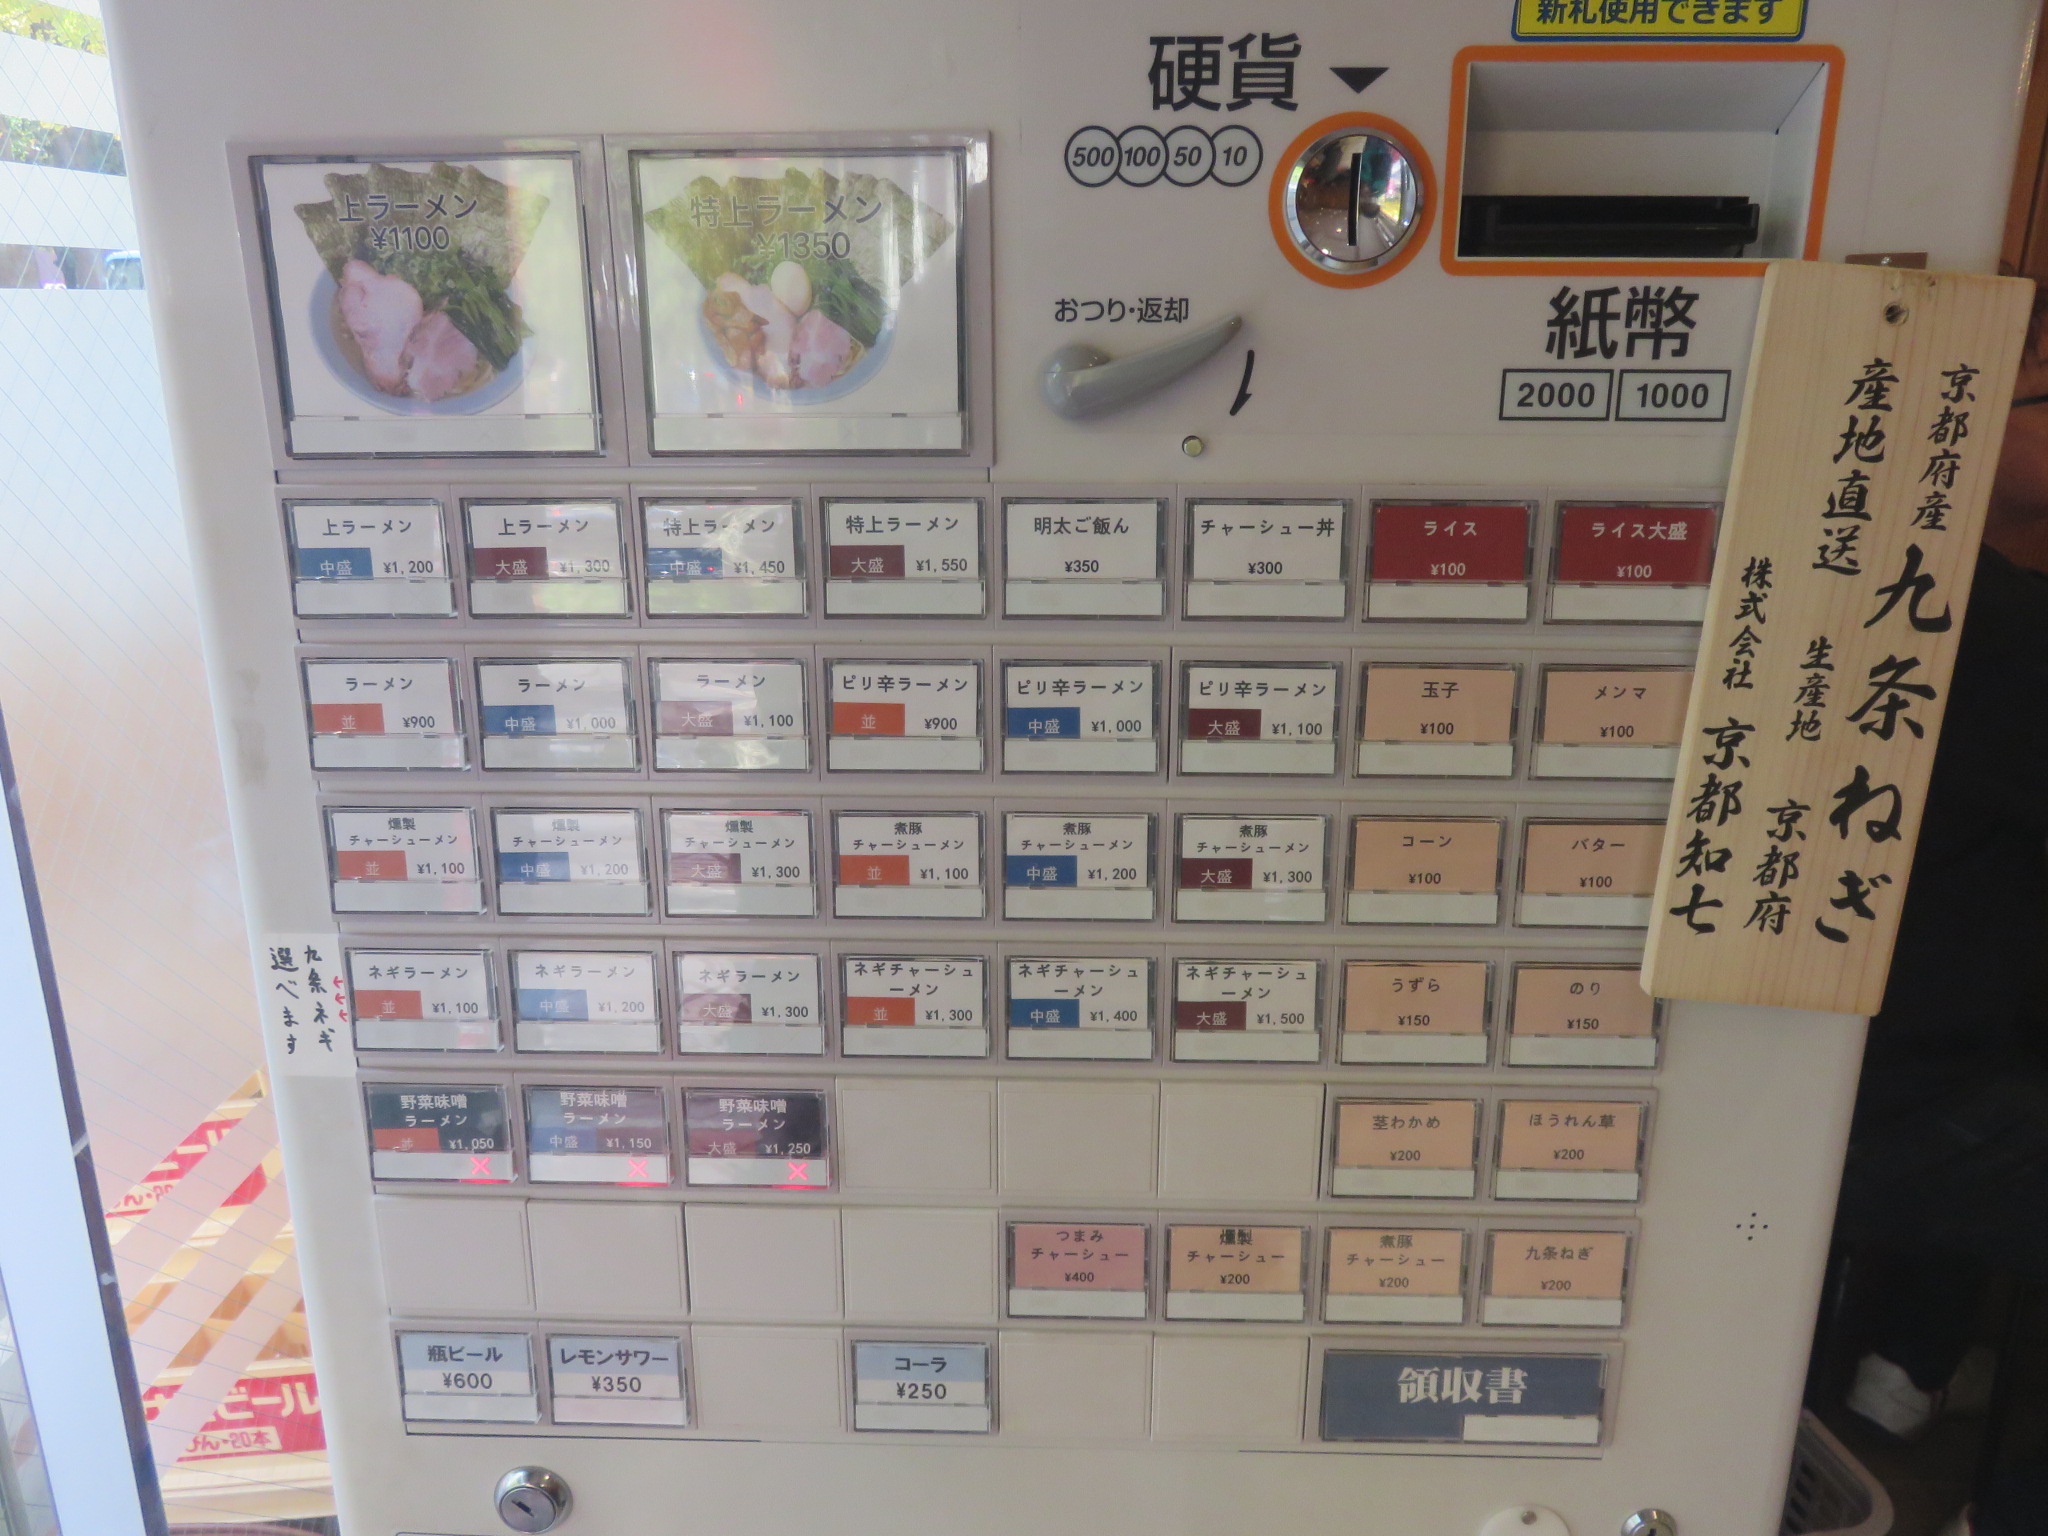 新札使用できます
硬貨
500 100 50 10
おつり・返却
紙幣
2000 1000
上ラーメン
¥1100
特上ラーメン
¥1350
上ラーメン
中盛 ¥1,200
上ラーメン
大盛 ¥1,300
特上ラーメン
中盛 ¥1,450
特上ラーメン
大盛 ¥1,550
明太ご飯ん
¥350
チャーシュー丼
¥300
ライス
¥100
ライス大盛
¥100
ラーメン
並 ¥900
ラーメン
中盛 ¥1,000
ラーメン
大盛 ¥1,100
ピリ辛ラーメン
並 ¥900
ピリ辛ラーメン
中盛 ¥1,000
ピリ辛ラーメン
大盛 ¥1,100
玉子
¥100
メンマ
¥100
燻製
チャーシューメン
並 ¥1,100
燻製
チャーシューメン
中盛 ¥1,200
燻製
チャーシューメン
大盛 ¥1,300
煮豚
チャーシューメン
並 ¥1,100
煮豚
チャーシューメン
中盛 ¥1,200
煮豚
チャーシューメン
大盛 ¥1,300
コーン
¥100
バター
¥100
九条ネギ
選べます
ネギラーメン
並 ¥1,100
ネギラーメン
中盛 ¥1,200
ネギラーメン
大盛 ¥1,300
ネギチャーシュ
ーメン
並 ¥1,300
ネギチャーシュ
ーメン
中盛 ¥1,400
ネギチャーシュ
ーメン
大盛 ¥1,500
うずら
¥150
のり
¥150
野菜味噌
ラーメン
並 ¥1,050
野菜味噌
ラーメン
中盛 ¥1,150
野菜味噌
ラーメン
大盛 ¥1,250
茎わかめ
¥200
ほうれん草
¥200
つまみ
チャーシュー
¥400
燻製
チャーシュー
¥200
煮豚
チャーシュー
¥200
九条ねぎ
¥200
瓶ビール
¥600
レモンサワー
¥350
コーラ
¥250
領収書
京都府産 九条ねぎ
産地直送
生産地 京都府
株式会社 京都知七
ビール
・20本